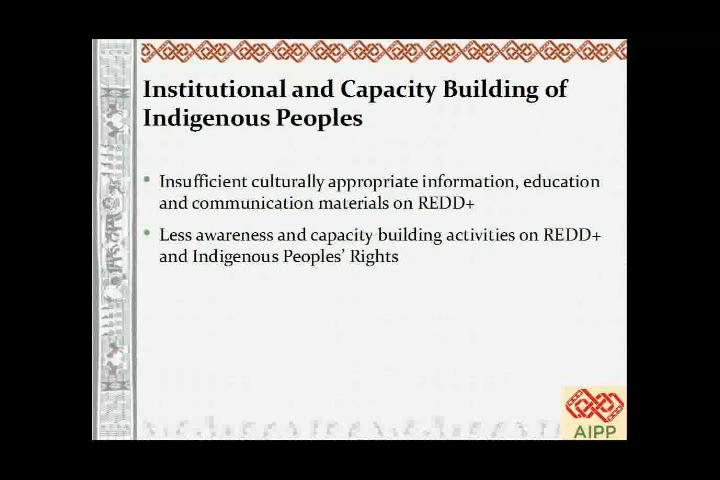 Institutional and Capacity Building of
Indigenous Peoples
• Insufficient culturally appropriate information, education
and communication materials on REDD+
• Less awareness and capacity building activities on REDD+
and Indigenous Peoples’ Rights
AIPP